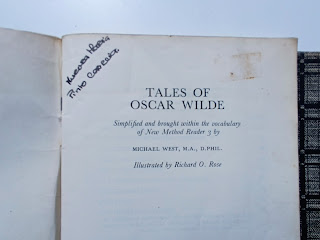 TALES OF
OSCAR WILDE
Simplified and brought within the vocabulary
of New Method Reader 3 by
MICHAEL WEST, M.A., D.PHIL.
Illustrated by Richard O. Rose